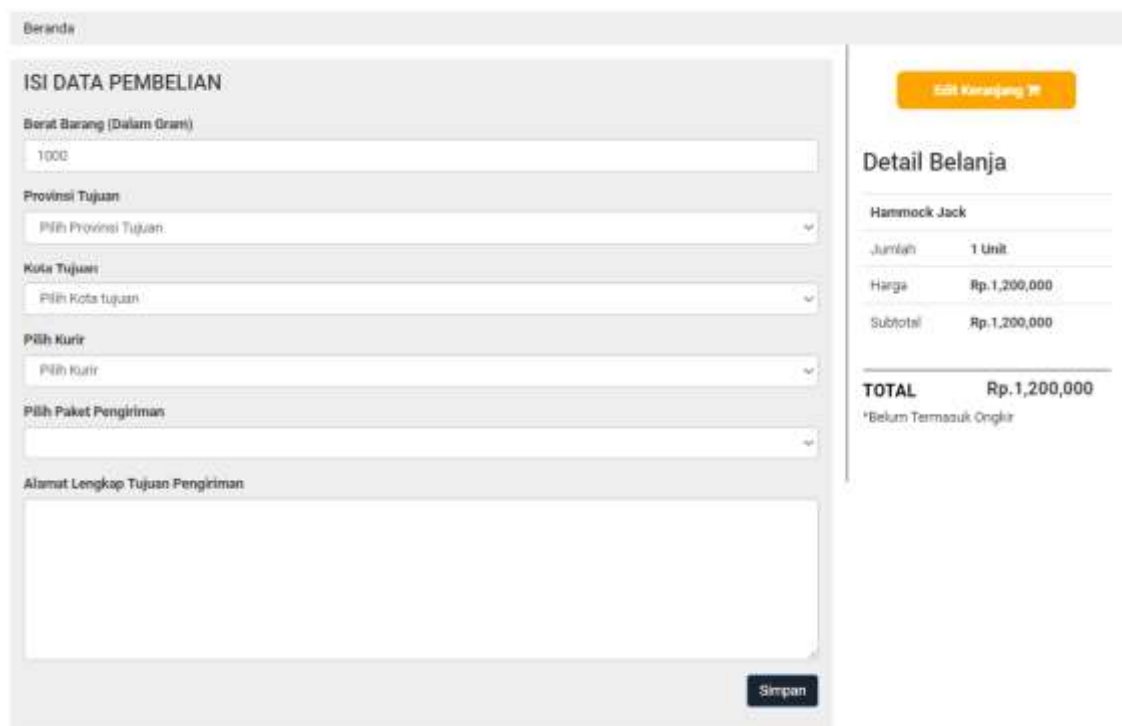 Beranda
ISI DATA PEMBELIAN
Berat Barang (Dalam Gram)
1000
Provinsi Tujuan
Pilih Provinsi Tujuan
Kota Tujuan
Pilih Kota tujuan
Pilih Kurir
Pilih Kurir
Pilih Paket Pengiriman
Alamat Lengkap Tujuan Pengiriman
Simpan
Edit Keranjang
Detail Belanja
Hammock Jack
Jumlah 1 Unit
Harga Rp.1,200,000
Subtotal Rp.1,200,000
TOTAL Rp.1,200,000
*Belum Termasuk Ongkir